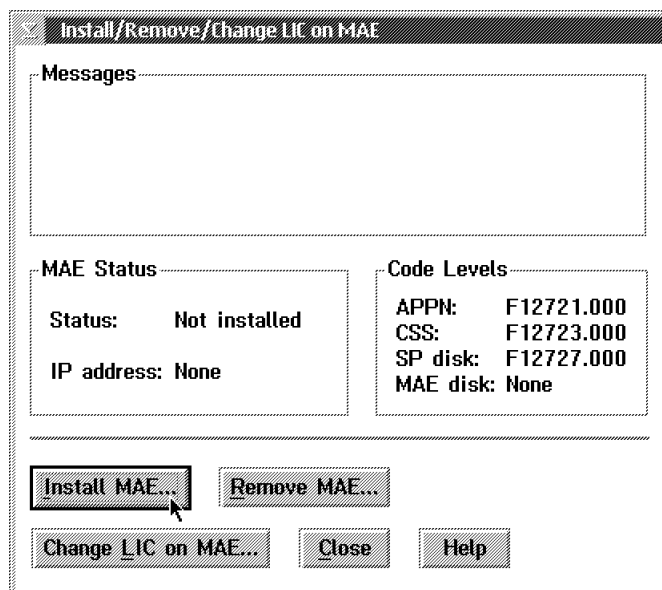 Install/Remove/Change LIC on MAE
Messages
MAE Status
Status: Not installed
IP address: None
Code Levels
APPN: F12721.000
CSS: F12723.000
SP disk: F12727.000
MAE disk: None
Install MAE...
Remove MAE...
Change LIC on MAE...
Close
Help